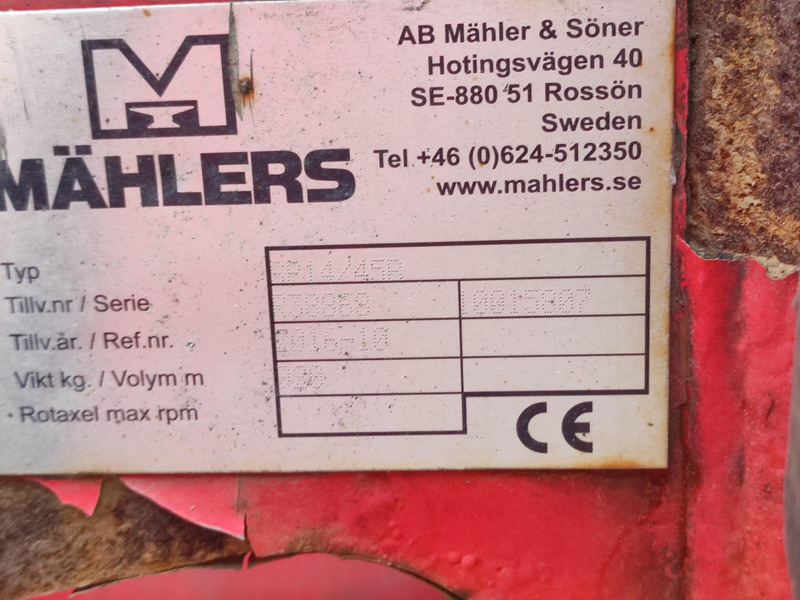 M
MÄHLERS
AB Mähler & Söner
Hotingsvägen 40
SE-880 51 Rossön
Sweden
Tel +46 (0)624-512350
www.mahlers.se
Typ
Tillv.nr / Serie
Tillv.år. / Ref.nr. 2016-10
Vikt kg. / Volym m
Rotaxel max rpm
CE